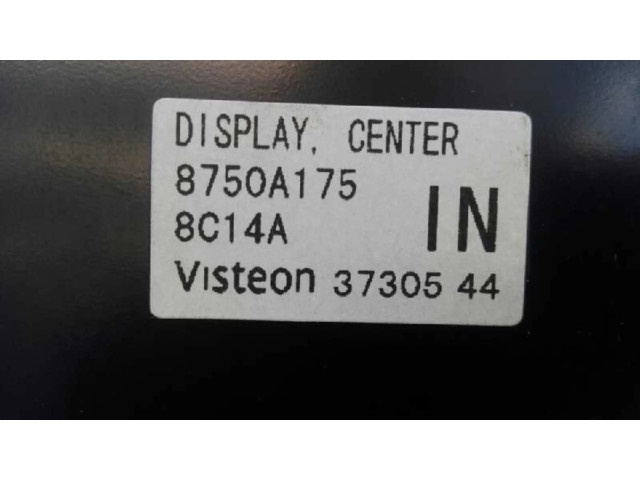 DISPLAY, CENTER
8750A175
8C14A IN
Visteon 37305 44